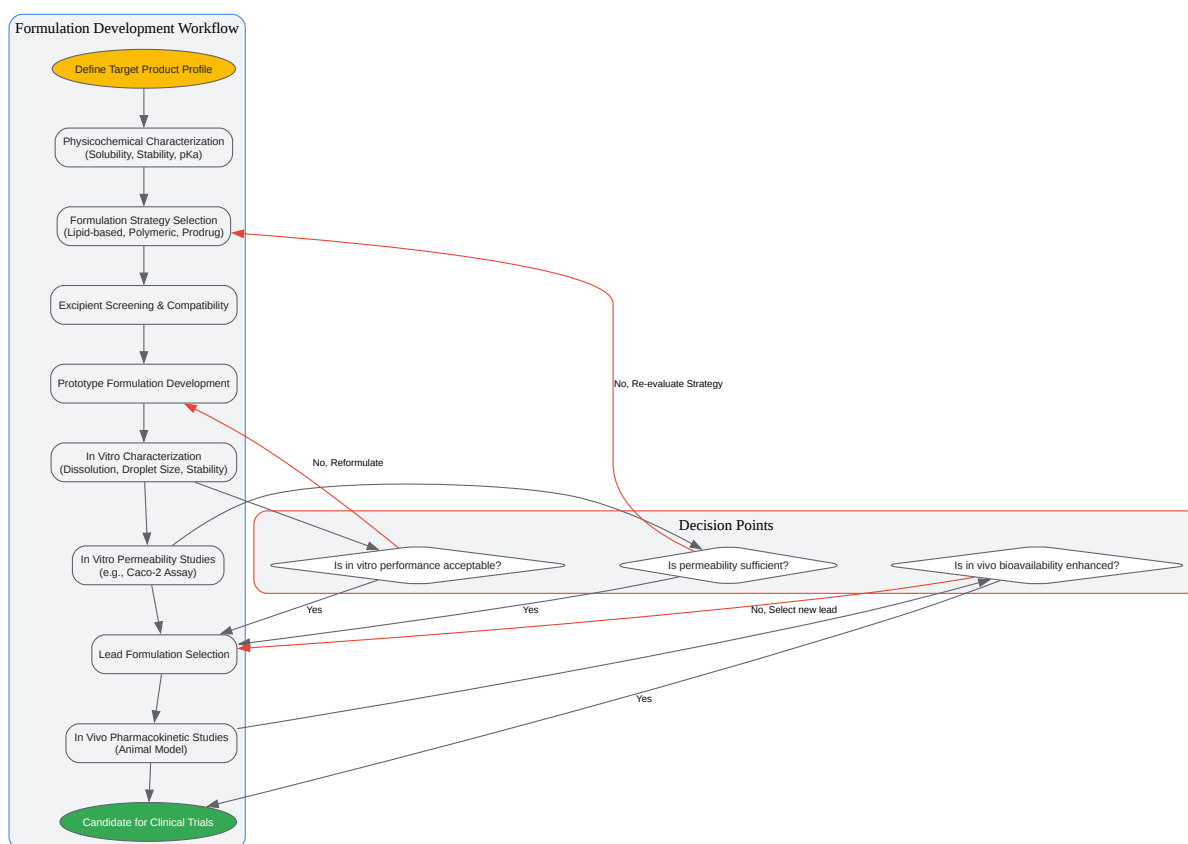 Formulation Development Workflow
Define Target Product Profile
Physicochemical Characterization
(Solubility, Stability, pKa)
Formulation Strategy Selection
(Lipid-based, Polymeric, Prodrug)
Excipient Screening & Compatibility
Prototype Formulation Development
No, Re-evaluate Strategy
In Vitro Characterization
(Dissolution, Droplet Size, Stability)
No, Reformulate
Decision Points
In Vitro Permeability Studies
(e.g., Caco-2 Assay)
Is in vitro performance acceptable?
Is permeability sufficient?
Is in vivo bioavailability enhanced?
Yes
Yes
No, Select new lead
Lead Formulation Selection
Yes
In Vivo Pharmacokinetic Studies
(Animal Model)
Candidate for Clinical Trials